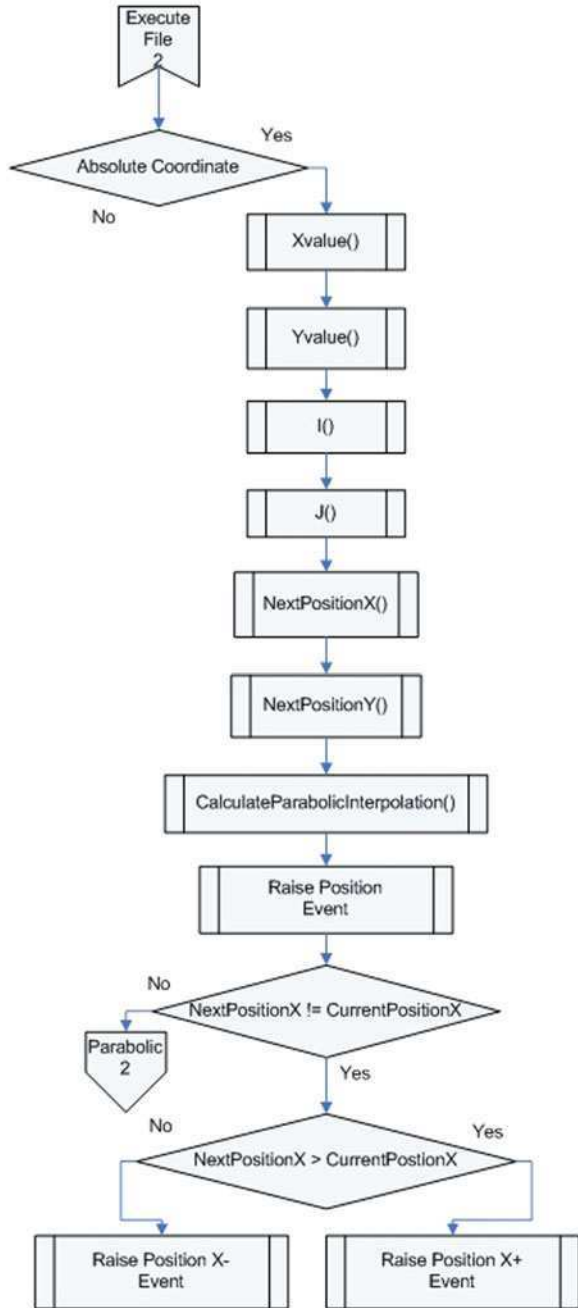 Execute
File
2
Yes
Absolute Coordinate
No
Xvalue()
Yvalue()
I()
J()
NextPositionX()
NextPositionY()
CalculateParabolicInterpolation()
Raise Position
Event
No
NextPositionX != CurrentPositionX
Parabolic
2
Yes
No
Yes
NextPositionX > CurrentPostionX
Raise Position X-
Event
Raise Position X+
Event